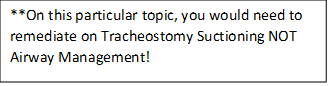 **On this particular topic, you would need to
remediate on Tracheostomy Suctioning NOT
Airway Management!